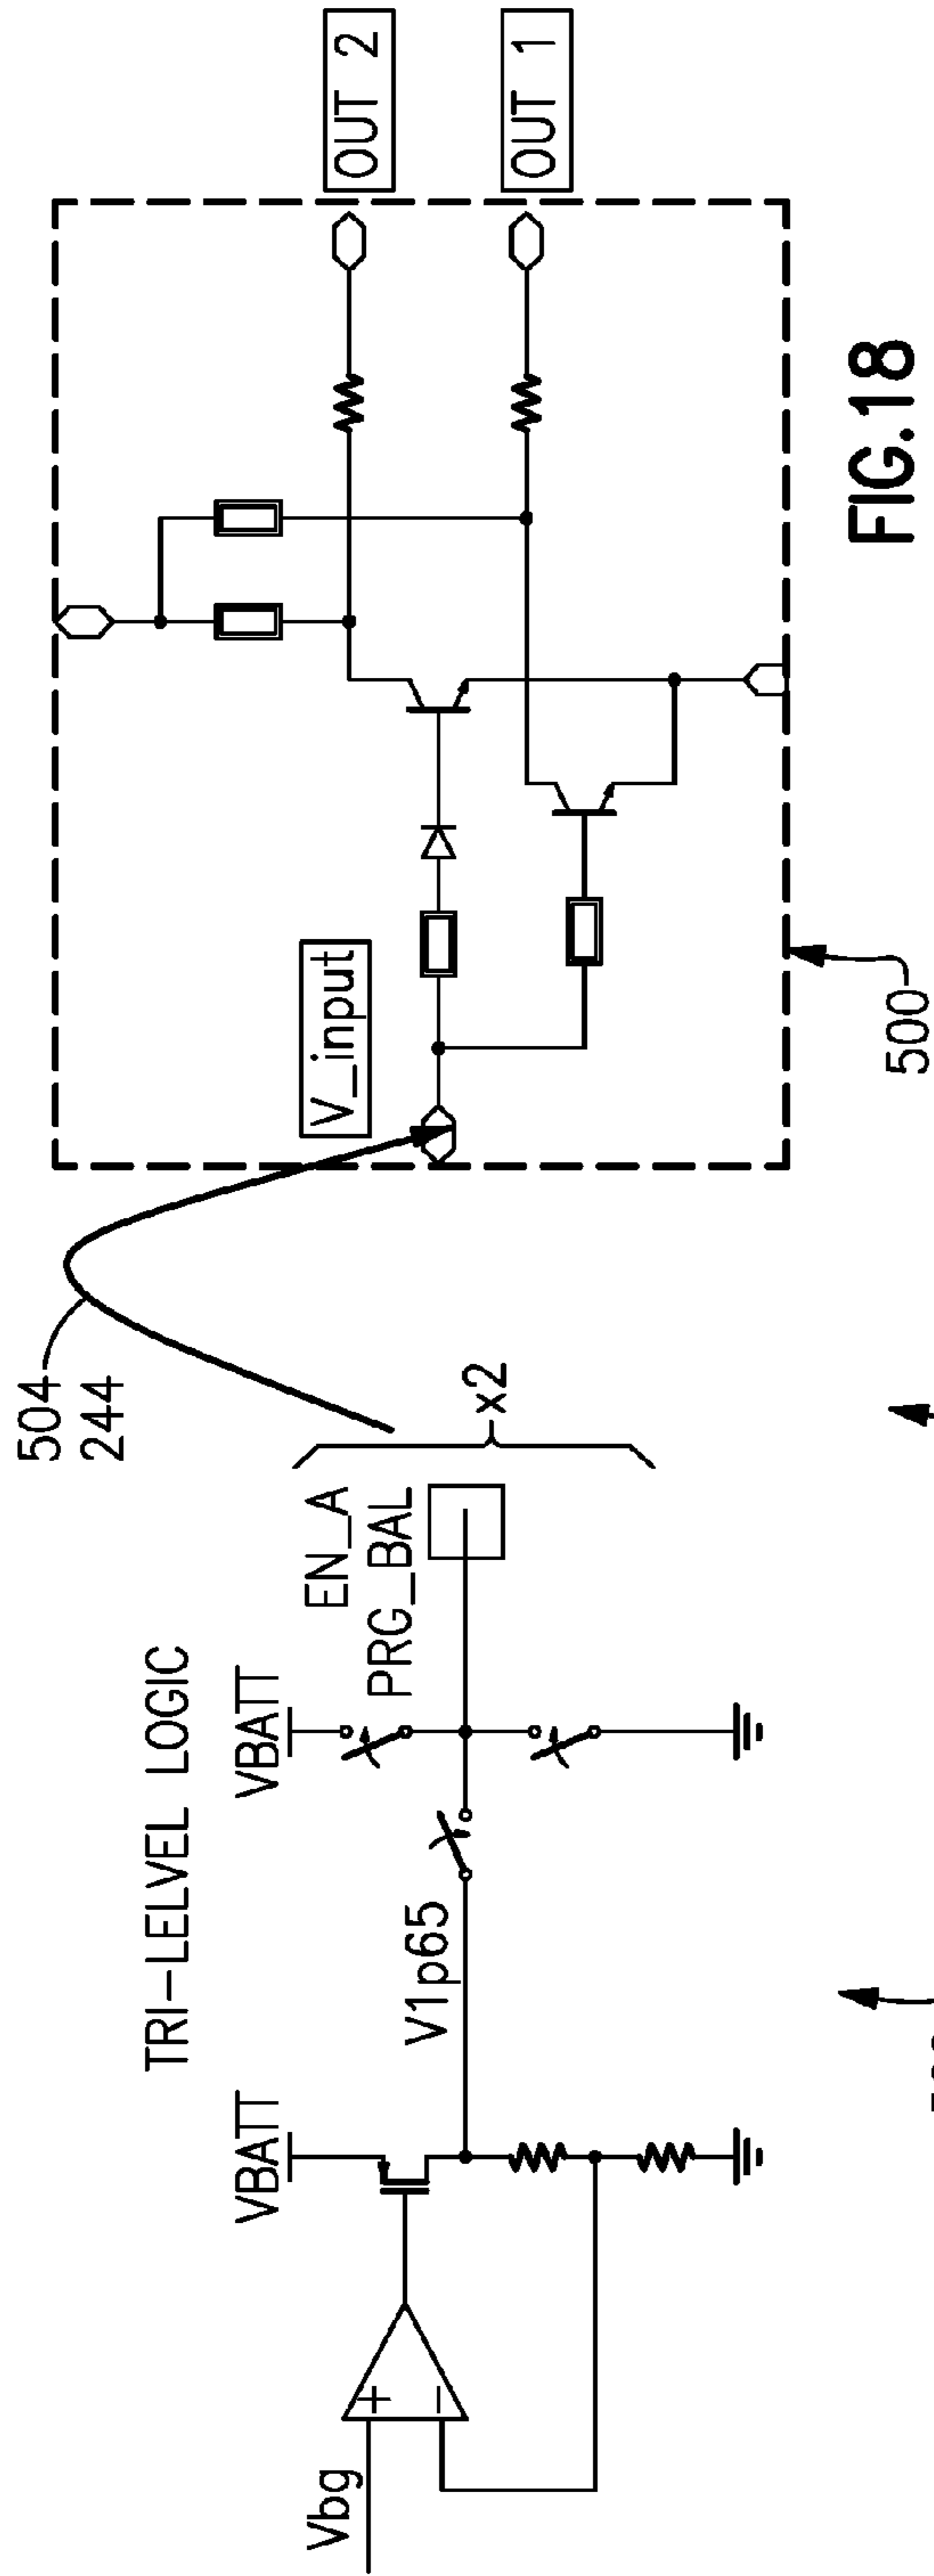 TRI-LELVEL LOGIC
VBATT
VBATT
EN_A
PRG_BAL
V1p65
Vbg
x2
504
244
V_input
OUT 2
OUT 1
500
FIG.18